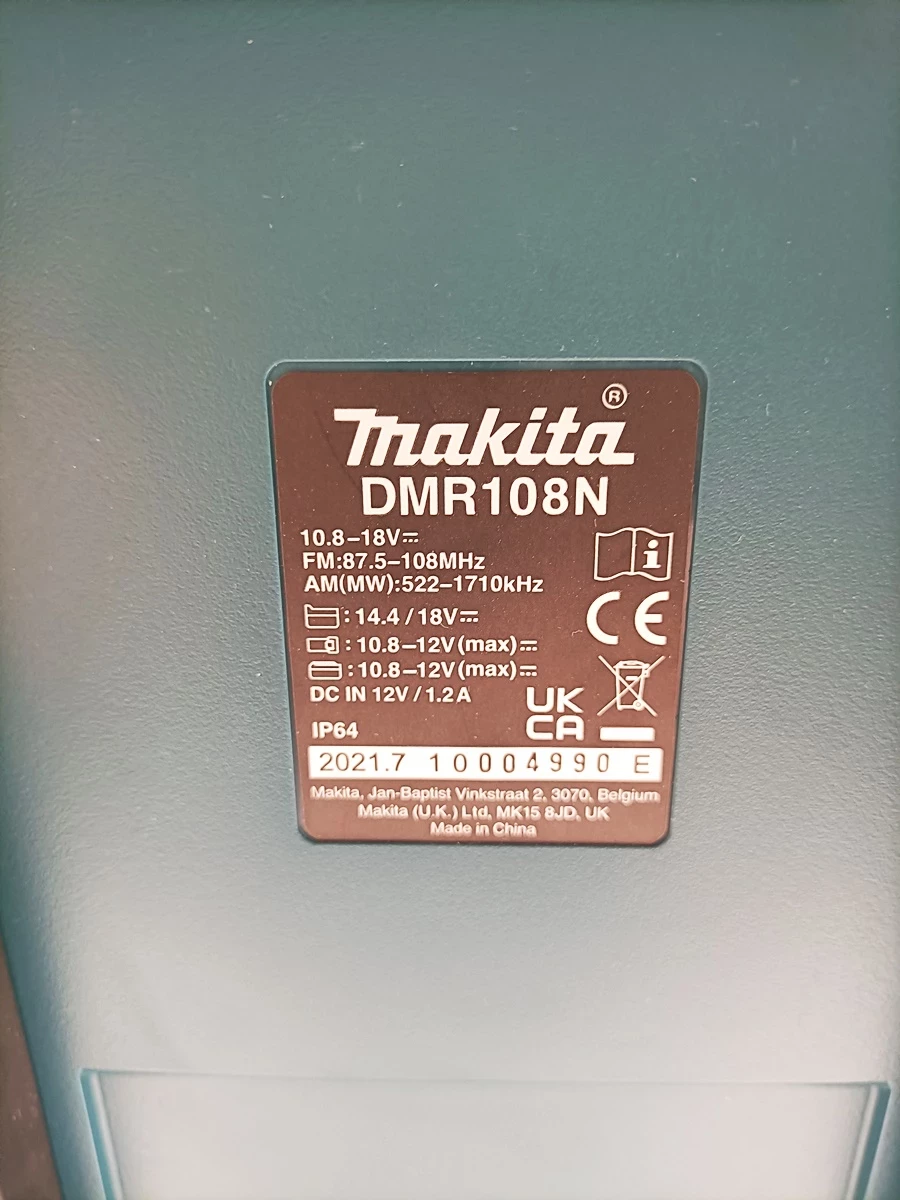 makita®
DMR108N
10.8–18V⎓
FM:87.5–108MHz
AM(MW):522–1710kHz
: 14.4 / 18V⎓
: 10.8–12V(max)⎓
: 10.8–12V(max)⎓
DC IN 12V / 1.2A
CE
UK
CA
IP64
2021.7 10004990 E
Makita, Jan-Baptist Vinkstraat 2, 3070, Belgium
Makita (U.K.) Ltd, MK15 8JD, UK
Made in China